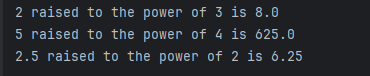 2 raised to the power of 3 is 8.0
5 raised to the power of 4 is 625.0
2.5 raised to the power of 2 is 6.25